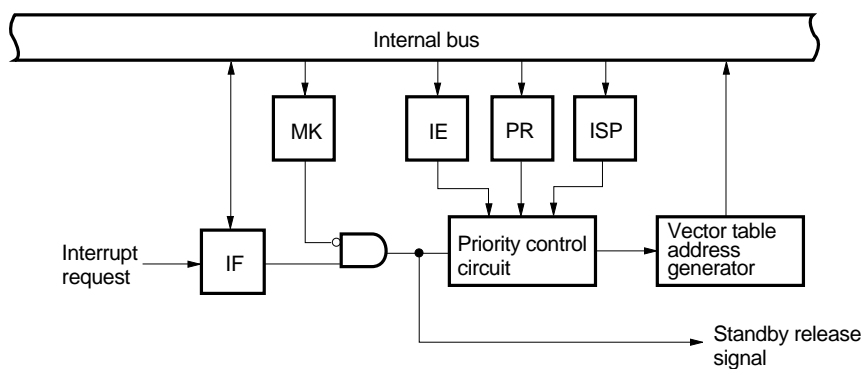 Internal bus
MK
IE
PR
ISP
Interrupt
request
IF
Priority control
circuit
Vector table
address
generator
Standby release
signal